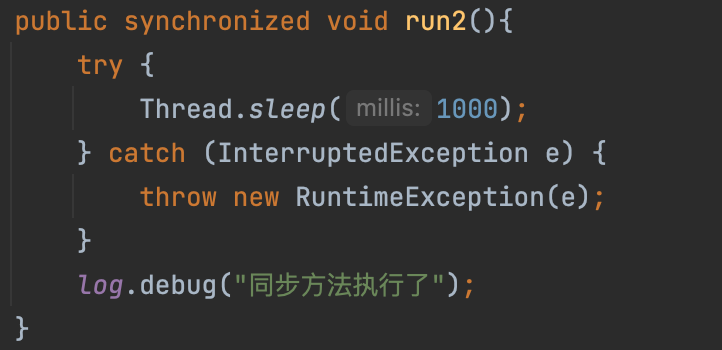 public synchronized void run2(){
    try {
        Thread.sleep( millis: 1000);
    } catch (InterruptedException e) {
        throw new RuntimeException(e);
    }
    log.debug("同步方法执行了");
}